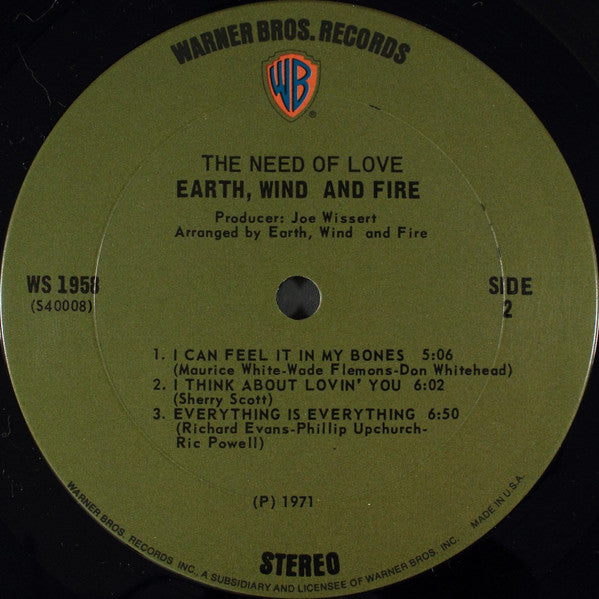 WARNER BROS. RECORDS
WB
®
THE NEED OF LOVE
EARTH, WIND AND FIRE
Producer: Joe Wissert
Arranged by Earth, Wind and Fire
WS 1958
(S40008)
SIDE
2
1. I CAN FEEL IT IN MY BONES 5:06
(Maurice White-Wade Flemons-Don Whitehead)
2. I THINK ABOUT LOVIN' YOU 6:02
(Sherry Scott)
3. EVERYTHING IS EVERYTHING 6:50
(Richard Evans-Phillip Upchurch-
Ric Powell)
(P) 1971
STEREO
WARNER BROS. RECORDS INC., A SUBSIDIARY AND LICENSEE OF WARNER BROS. INC.
MADE IN U.S.A.